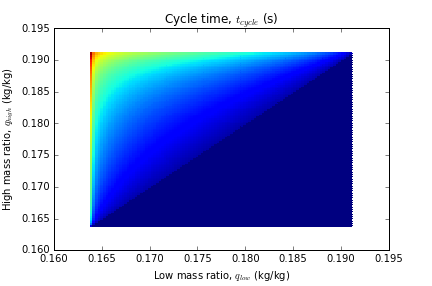 Cycle time, t_cycle (s)
0.195
0.190
0.185
0.180
0.175
0.170
0.165
0.160
High mass ratio, q_high (kg/kg)
0.160 0.165 0.170 0.175 0.180 0.185 0.190 0.195
Low mass ratio, q_low (kg/kg)